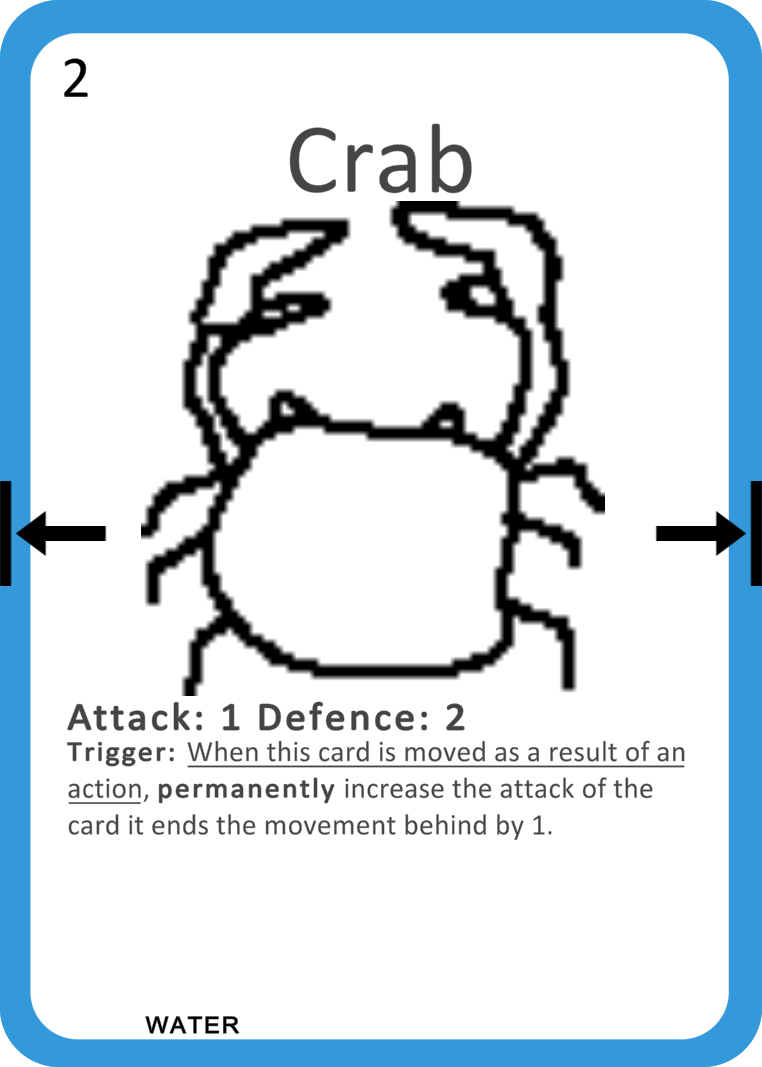 2
Crab
Attack: 1 Defence: 2
Trigger: When this card is moved as a result of an
action, permanently increase the attack of the
card it ends the movement behind by 1.
WATER